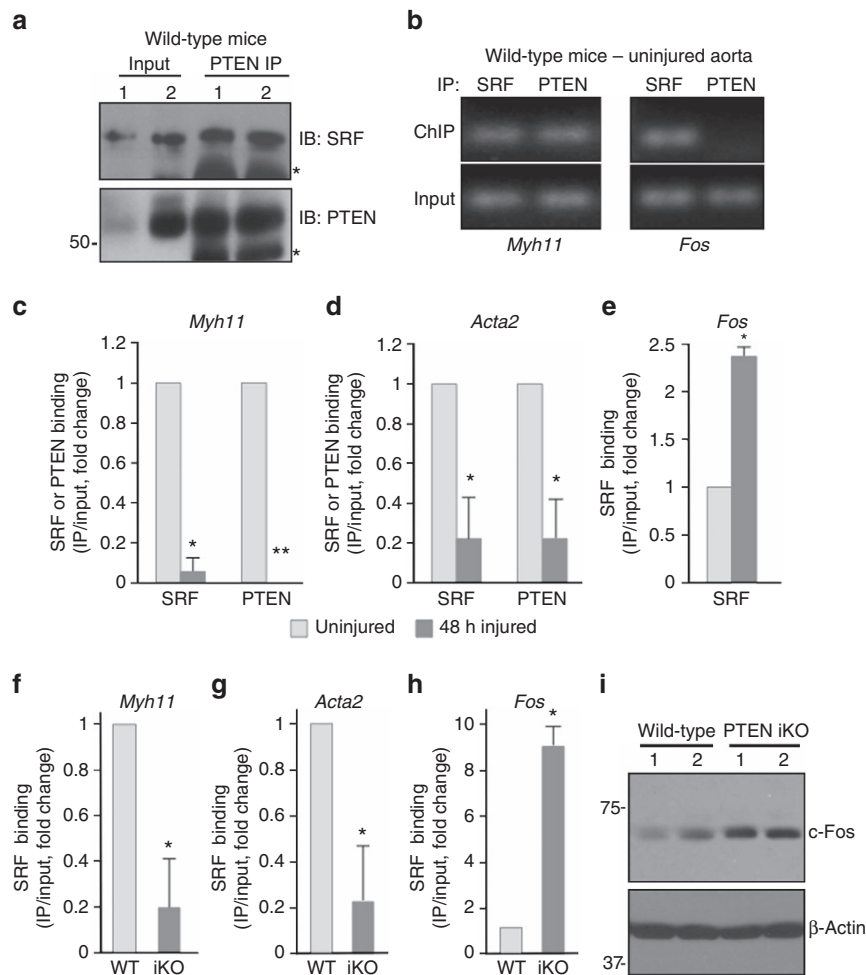 a
Wild-type mice
Input PTEN IP
1 2 1 2
IB: SRF
*
IB: PTEN
50-
*
b
Wild-type mice – uninjured aorta
IP: SRF PTEN SRF PTEN
ChIP
Input
Myh11 Fos
c
Myh11
SRF or PTEN binding
(IP/input, fold change)
1.2
1
0.8
0.6
0.4
0.2
0
*
**
SRF PTEN
d
Acta2
SRF or PTEN binding
(IP/input, fold change)
1.2
1
0.8
0.6
0.4
0.2
0
*
*
SRF PTEN
e
Fos
SRF binding
(IP/input, fold change)
2.5
2
1.5
1
0.5
0
*
SRF
Uninjured 48 h injured
f
Myh11
SRF binding
(IP/input, fold change)
1
0.8
0.6
0.4
0.2
0
*
WT iKO
g
Acta2
SRF binding
(IP/input, fold change)
1
0.8
0.6
0.4
0.2
0
*
WT iKO
h
Fos
SRF binding
(IP/input, fold change)
10
8
6
4
2
0
*
WT iKO
i
Wild-type PTEN iKO
1 2 1 2
75-
c-Fos
β-Actin
37-